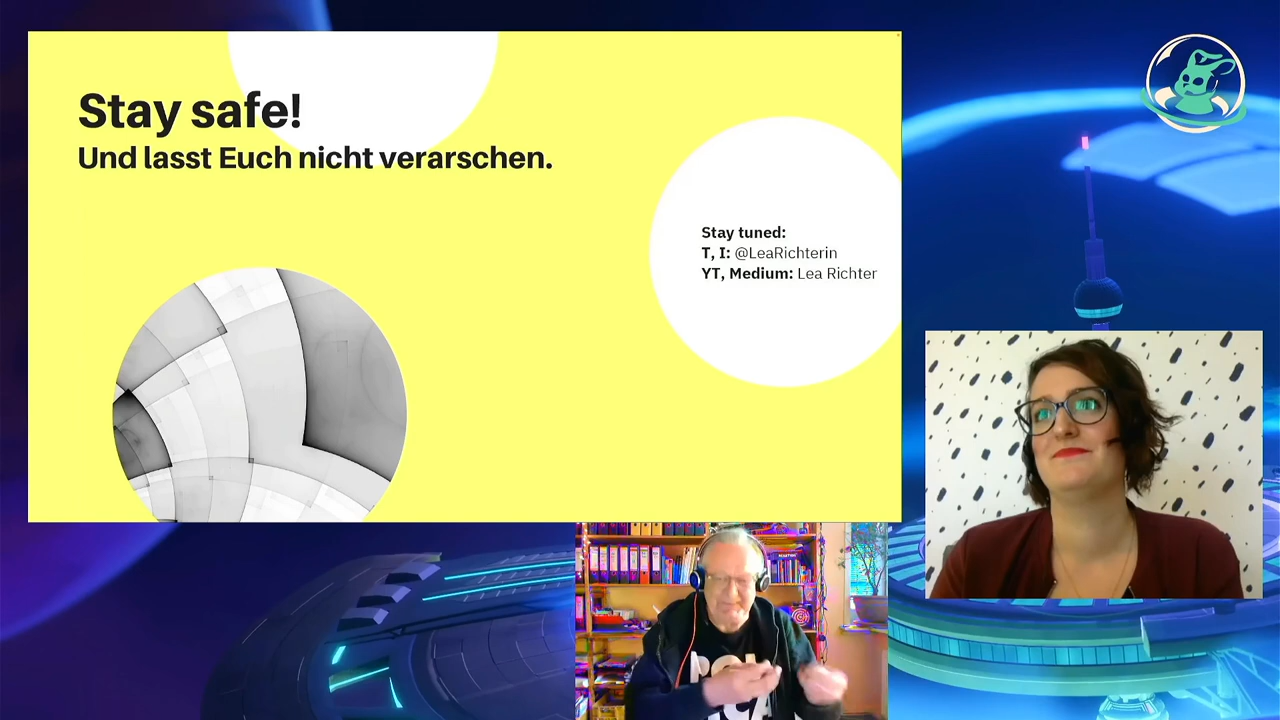 Stay safe!
Und lasst Euch nicht verarschen.
Stay tuned:
T, I: @LeaRichterin
YT, Medium: Lea Richter